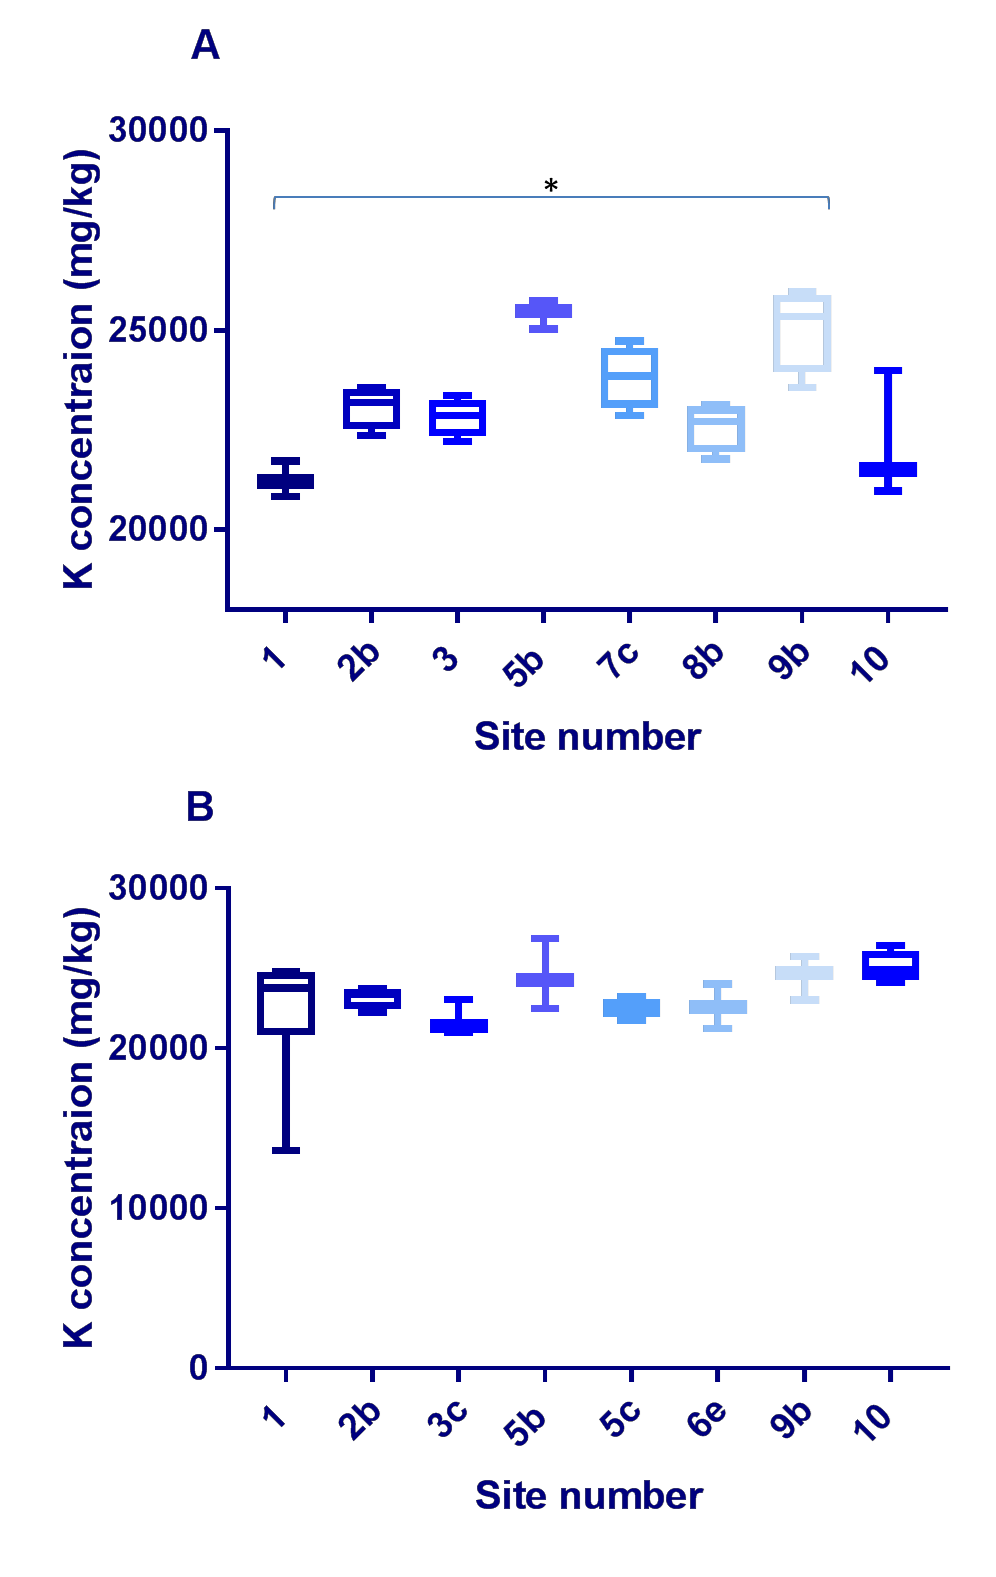 A
K concentraion (mg/kg)
30000
25000
20000
*
1 2b 3 5b 7c 8b 9b 10
Site number
B
K concentraion (mg/kg)
30000
20000
10000
0
1 2b 3c 5b 5c 6e 9b 10
Site number